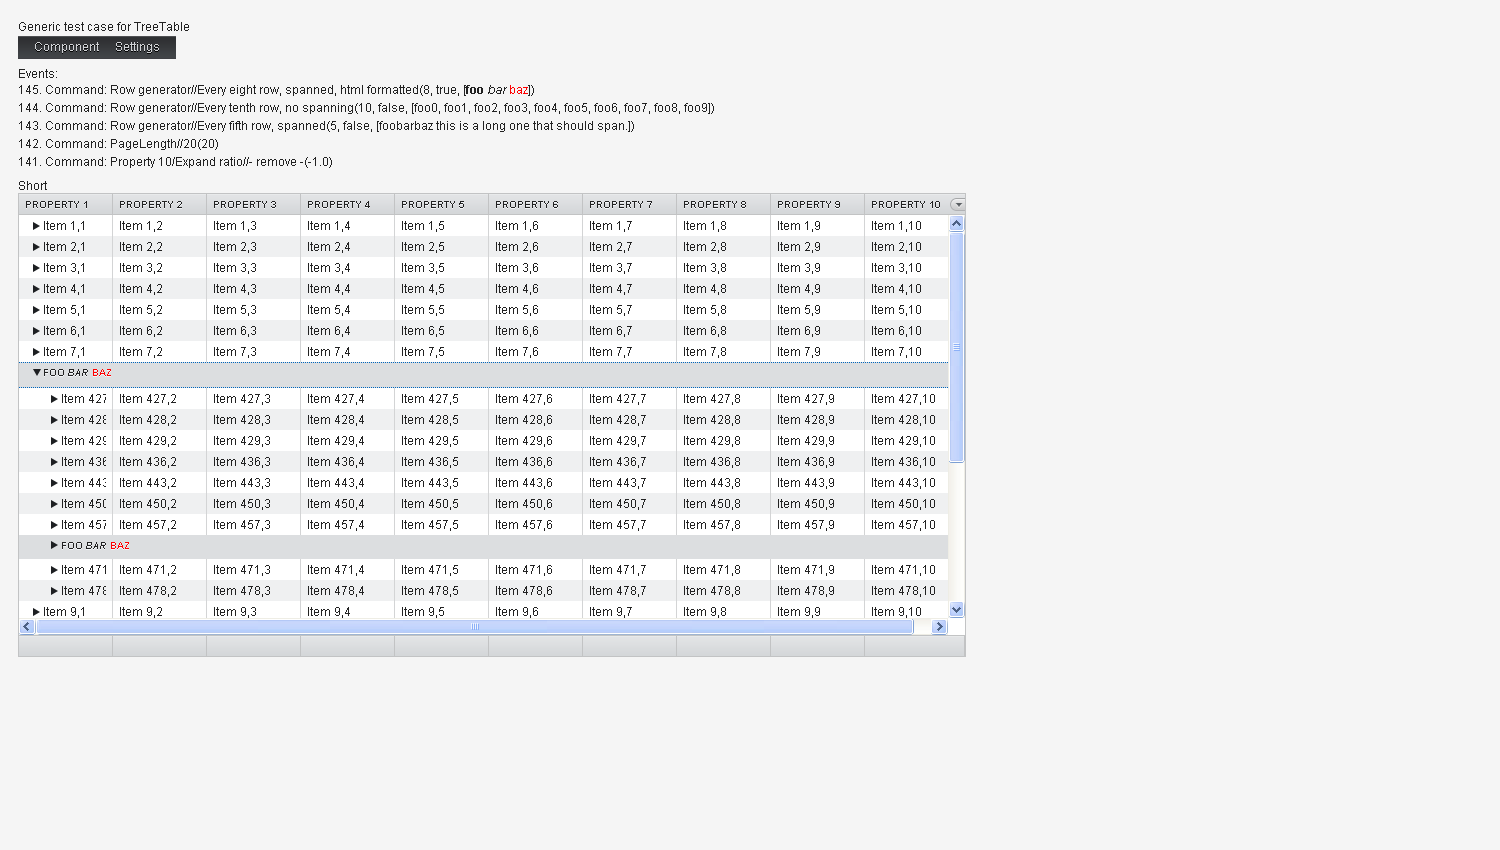 Generic test case for TreeTable
Component Settings
Events:
145. Command: Row generator//Every eight row, spanned, html formatted(8, true, [foo bar baz])
144. Command: Row generator//Every tenth row, no spanning(10, false, [foo0, foo1, foo2, foo3, foo4, foo5, foo6, foo7, foo8, foo9])
143. Command: Row generator//Every fifth row, spanned(5, false, [foobarbaz this is a long one that should span.])
142. Command: PageLength//20(20)
141. Command: Property 10/Expand ratio//- remove -(-1.0)
Short
PROPERTY 1 PROPERTY 2 PROPERTY 3 PROPERTY 4 PROPERTY 5 PROPERTY 6 PROPERTY 7 PROPERTY 8 PROPERTY 9 PROPERTY 10
Item 1,1 Item 1,2 Item 1,3 Item 1,4 Item 1,5 Item 1,6 Item 1,7 Item 1,8 Item 1,9 Item 1,10
Item 2,1 Item 2,2 Item 2,3 Item 2,4 Item 2,5 Item 2,6 Item 2,7 Item 2,8 Item 2,9 Item 2,10
Item 3,1 Item 3,2 Item 3,3 Item 3,4 Item 3,5 Item 3,6 Item 3,7 Item 3,8 Item 3,9 Item 3,10
Item 4,1 Item 4,2 Item 4,3 Item 4,4 Item 4,5 Item 4,6 Item 4,7 Item 4,8 Item 4,9 Item 4,10
Item 5,1 Item 5,2 Item 5,3 Item 5,4 Item 5,5 Item 5,6 Item 5,7 Item 5,8 Item 5,9 Item 5,10
Item 6,1 Item 6,2 Item 6,3 Item 6,4 Item 6,5 Item 6,6 Item 6,7 Item 6,8 Item 6,9 Item 6,10
Item 7,1 Item 7,2 Item 7,3 Item 7,4 Item 7,5 Item 7,6 Item 7,7 Item 7,8 Item 7,9 Item 7,10
FOO BAR BAZ
Item 427 Item 427,2 Item 427,3 Item 427,4 Item 427,5 Item 427,6 Item 427,7 Item 427,8 Item 427,9 Item 427,10
Item 428 Item 428,2 Item 428,3 Item 428,4 Item 428,5 Item 428,6 Item 428,7 Item 428,8 Item 428,9 Item 428,10
Item 429 Item 429,2 Item 429,3 Item 429,4 Item 429,5 Item 429,6 Item 429,7 Item 429,8 Item 429,9 Item 429,10
Item 436 Item 436,2 Item 436,3 Item 436,4 Item 436,5 Item 436,6 Item 436,7 Item 436,8 Item 436,9 Item 436,10
Item 443 Item 443,2 Item 443,3 Item 443,4 Item 443,5 Item 443,6 Item 443,7 Item 443,8 Item 443,9 Item 443,10
Item 450 Item 450,2 Item 450,3 Item 450,4 Item 450,5 Item 450,6 Item 450,7 Item 450,8 Item 450,9 Item 450,10
Item 457 Item 457,2 Item 457,3 Item 457,4 Item 457,5 Item 457,6 Item 457,7 Item 457,8 Item 457,9 Item 457,10
FOO BAR BAZ
Item 471 Item 471,2 Item 471,3 Item 471,4 Item 471,5 Item 471,6 Item 471,7 Item 471,8 Item 471,9 Item 471,10
Item 478 Item 478,2 Item 478,3 Item 478,4 Item 478,5 Item 478,6 Item 478,7 Item 478,8 Item 478,9 Item 478,10
Item 9,1 Item 9,2 Item 9,3 Item 9,4 Item 9,5 Item 9,6 Item 9,7 Item 9,8 Item 9,9 Item 9,10